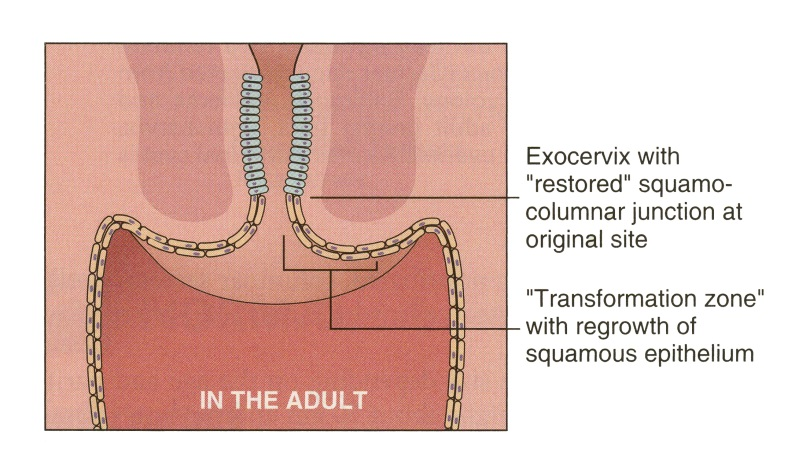 Exocervix with
"restored" squamo-
columnar junction at
original site
"Transformation zone"
with regrowth of
squamous epithelium
IN THE ADULT